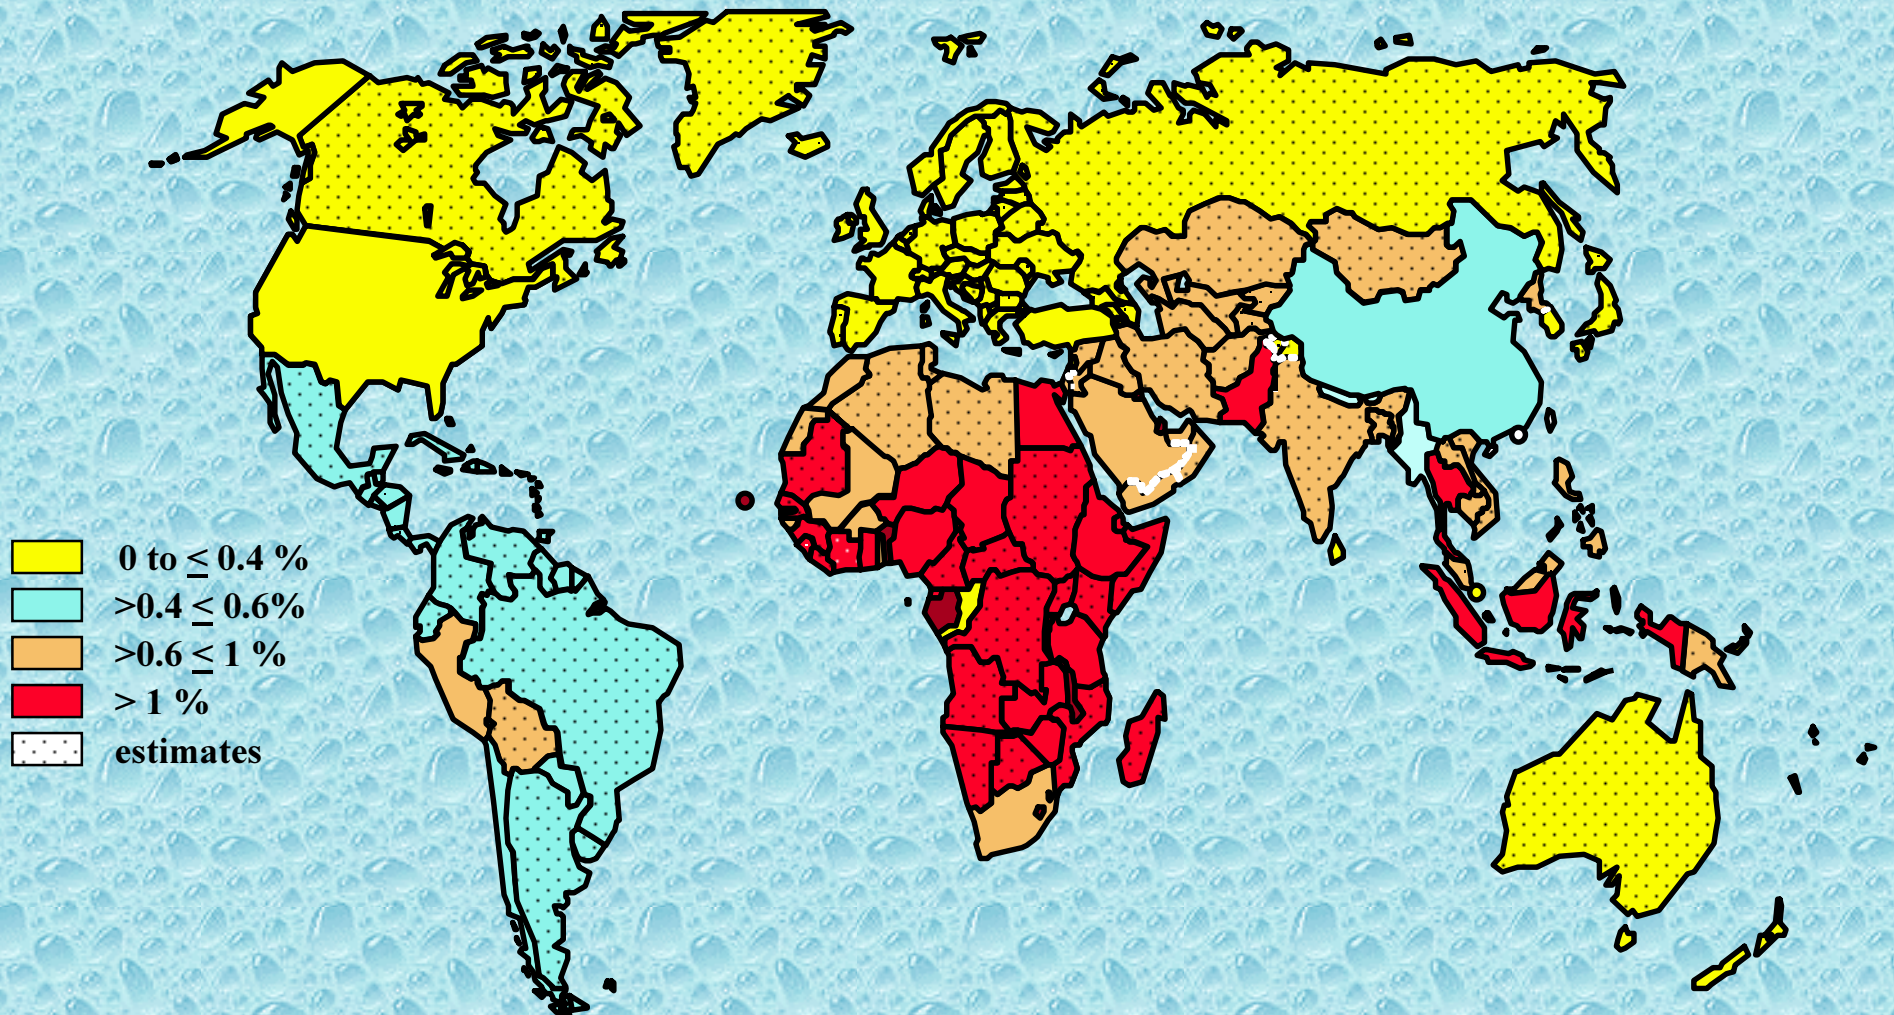 0 to ≤ 0.4 %
>0.4 ≤ 0.6%
>0.6 ≤ 1 %
> 1 %
estimates